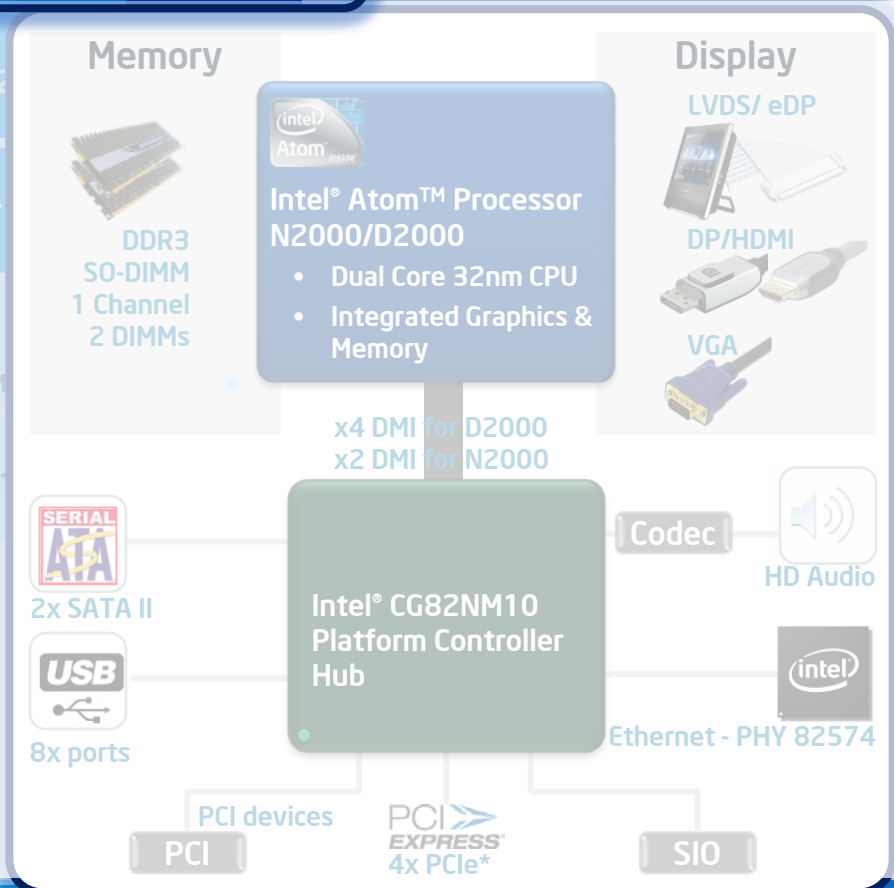 Memory
Display
LVDS/ eDP
intel
Atom™
inside™
Intel® Atom™ Processor
N2000/D2000
• Dual Core 32nm CPU
• Integrated Graphics &
Memory
DDR3
SO-DIMM
1 Channel
2 DIMMs
DP/HDMI
VGA
x4 DMI for D2000
x2 DMI for N2000
SERIAL
ATA
2x SATA II
Codec
HD Audio
Intel® CG82NM10
Platform Controller
Hub
USB
8x ports
intel
Ethernet - PHY 82574
PCI devices
PCI
PCI
EXPRESS®
4x PCIe*
SIO